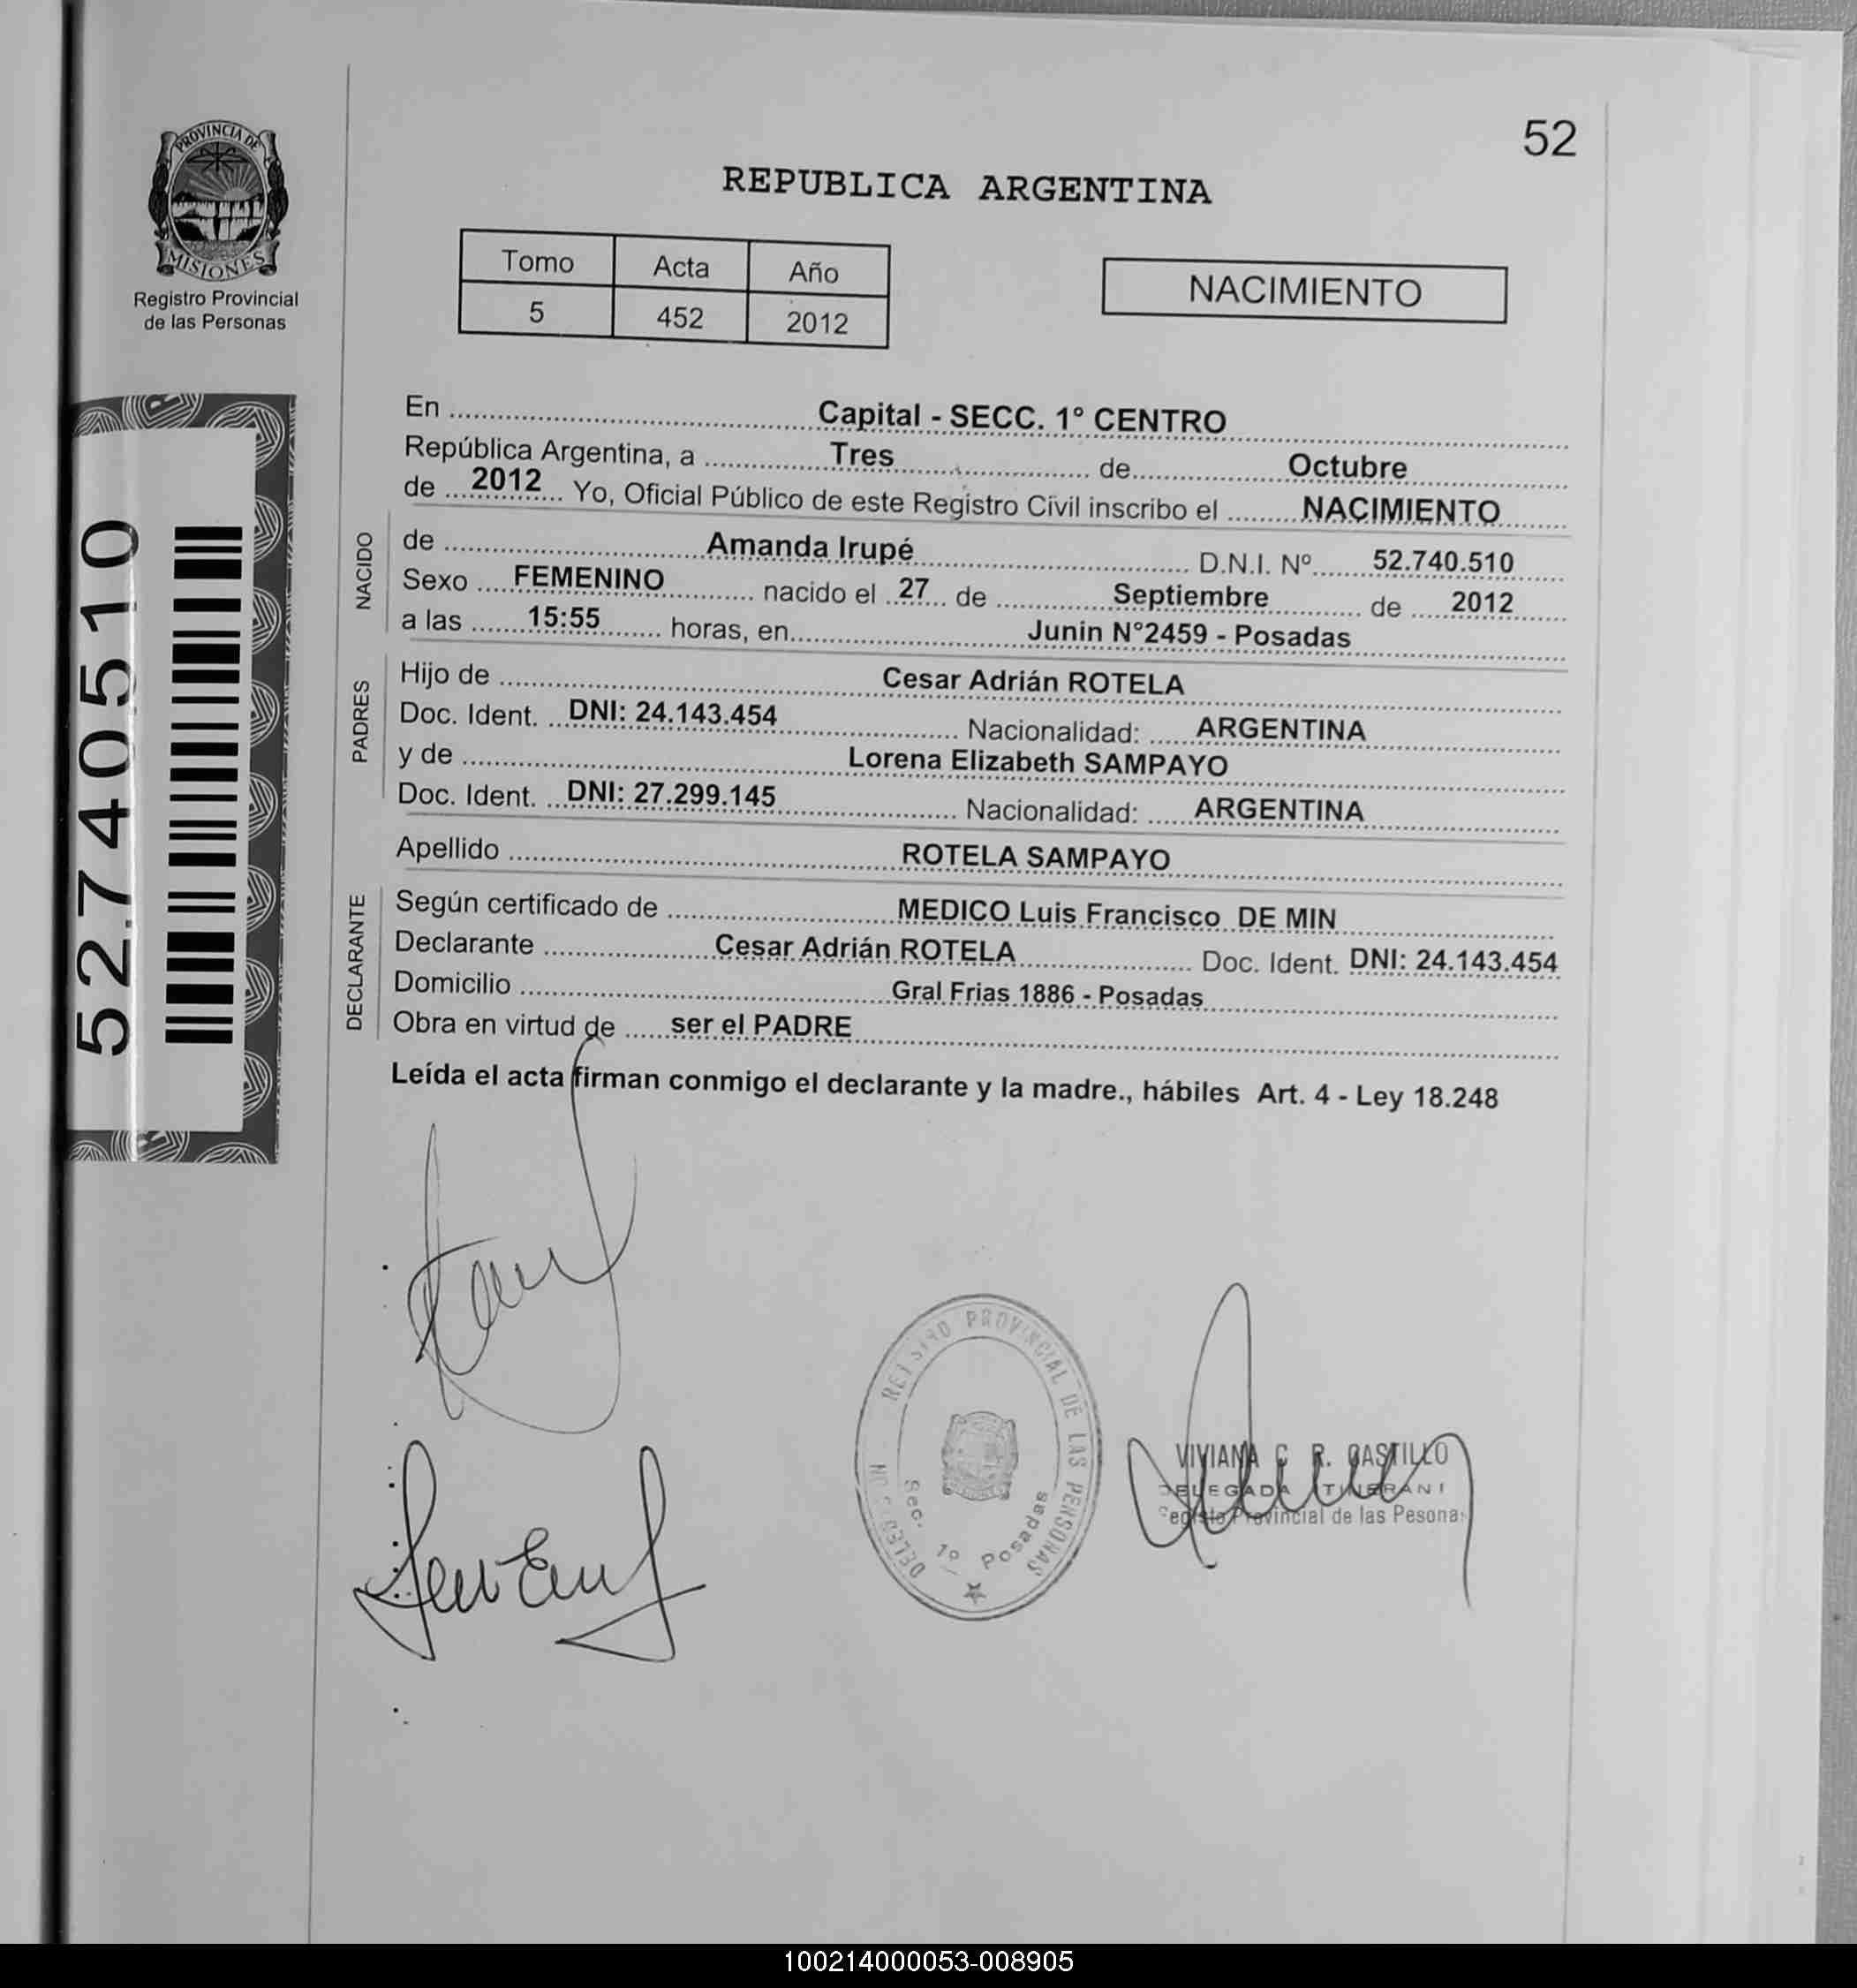 52
PROVINCIA DE
MISIONES
Registro Provincial
de las Personas
REPUBLICA ARGENTINA
Tomo Acta Año
5 452 2012
NACIMIENTO
52740510
En Capital - SECC. 1° CENTRO
República Argentina, a Tres de Octubre
de 2012 Yo, Oficial Público de este Registro Civil inscribo el NACIMIENTO
NACIDO
de Amanda Irupé D.N.I. Nº 52.740.510
Sexo FEMENINO nacido el 27 de Septiembre de 2012
a las 15:55 horas, en Junin N°2459 - Posadas
PADRES
Hijo de Cesar Adrián ROTELA
Doc. Ident. DNI: 24.143.454 Nacionalidad: ARGENTINA
y de Lorena Elizabeth SAMPAYO
Doc. Ident. DNI: 27.299.145 Nacionalidad: ARGENTINA
Apellido ROTELA SAMPAYO
DECLARANTE
Según certificado de MEDICO Luis Francisco DE MIN
Declarante Cesar Adrián ROTELA Doc. Ident. DNI: 24.143.454
Domicilio Gral Frias 1886 - Posadas
Obra en virtud de ser el PADRE
Leída el acta firman conmigo el declarante y la madre., hábiles Art. 4 - Ley 18.248
PROVINCIAL DE LAS PERSONAS
Sec. 1º Posadas
VIVIANA C. R. CASTILLO
Provincial de las Pesonas
100214000053-008905